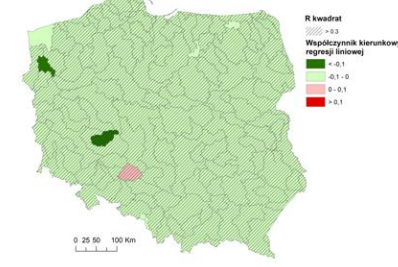 R kwadrat
> 0.3
Współczynnik kierunkowy
regresji liniowej
< -0,1
-0,1 - 0
0 - 0,1
> 0,1
0 25 50 100 Km